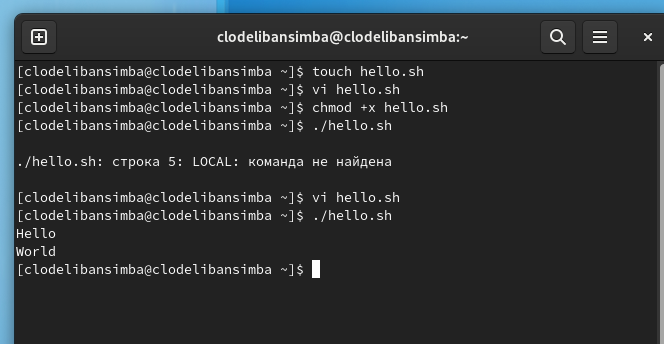 clodelibansimba@clodelibansimba:~
[clodelibansimba@clodelibansimba ~]$ touch hello.sh
[clodelibansimba@clodelibansimba ~]$ vi hello.sh
[clodelibansimba@clodelibansimba ~]$ chmod +x hello.sh
[clodelibansimba@clodelibansimba ~]$ ./hello.sh
./hello.sh: строка 5: LOCAL: команда не найдена
[clodelibansimba@clodelibansimba ~]$ vi hello.sh
[clodelibansimba@clodelibansimba ~]$ ./hello.sh
Hello
World
[clodelibansimba@clodelibansimba ~]$